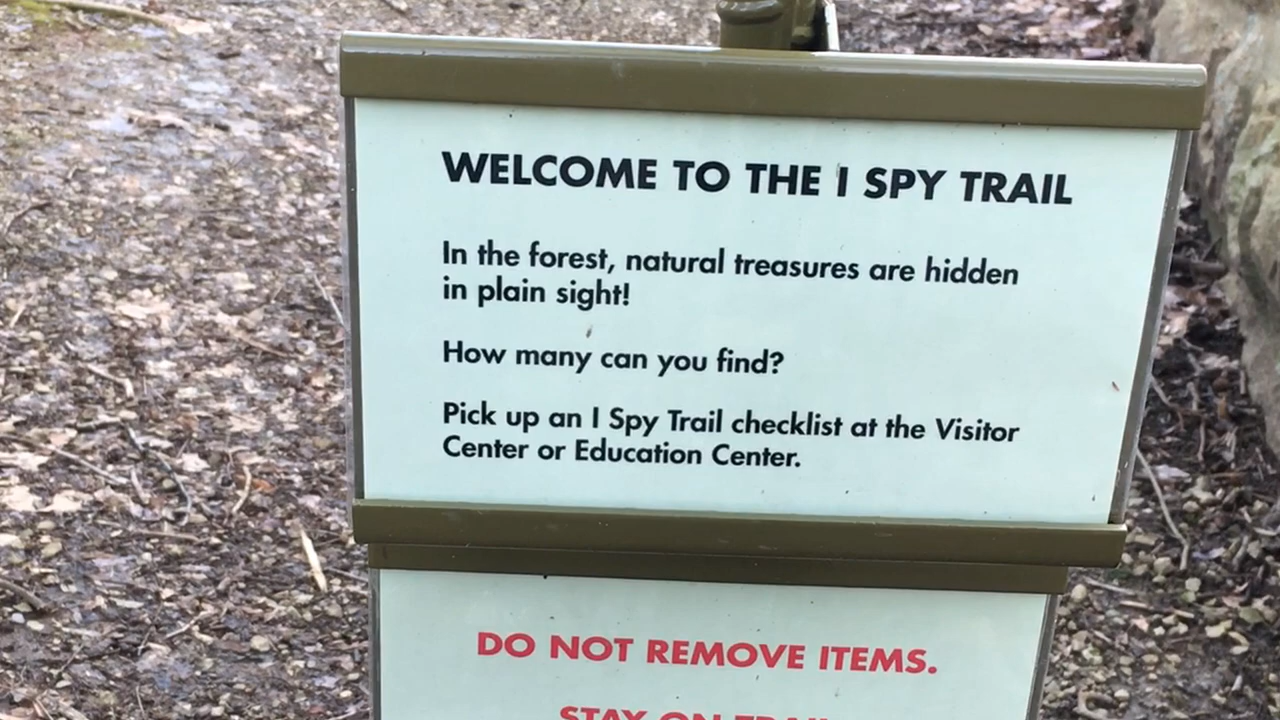 WELCOME TO THE I SPY TRAIL
In the forest, natural treasures are hidden
in plain sight!
How many can you find?
Pick up an I Spy Trail checklist at the Visitor
Center or Education Center.
DO NOT REMOVE ITEMS.
STAY ON TRAIL